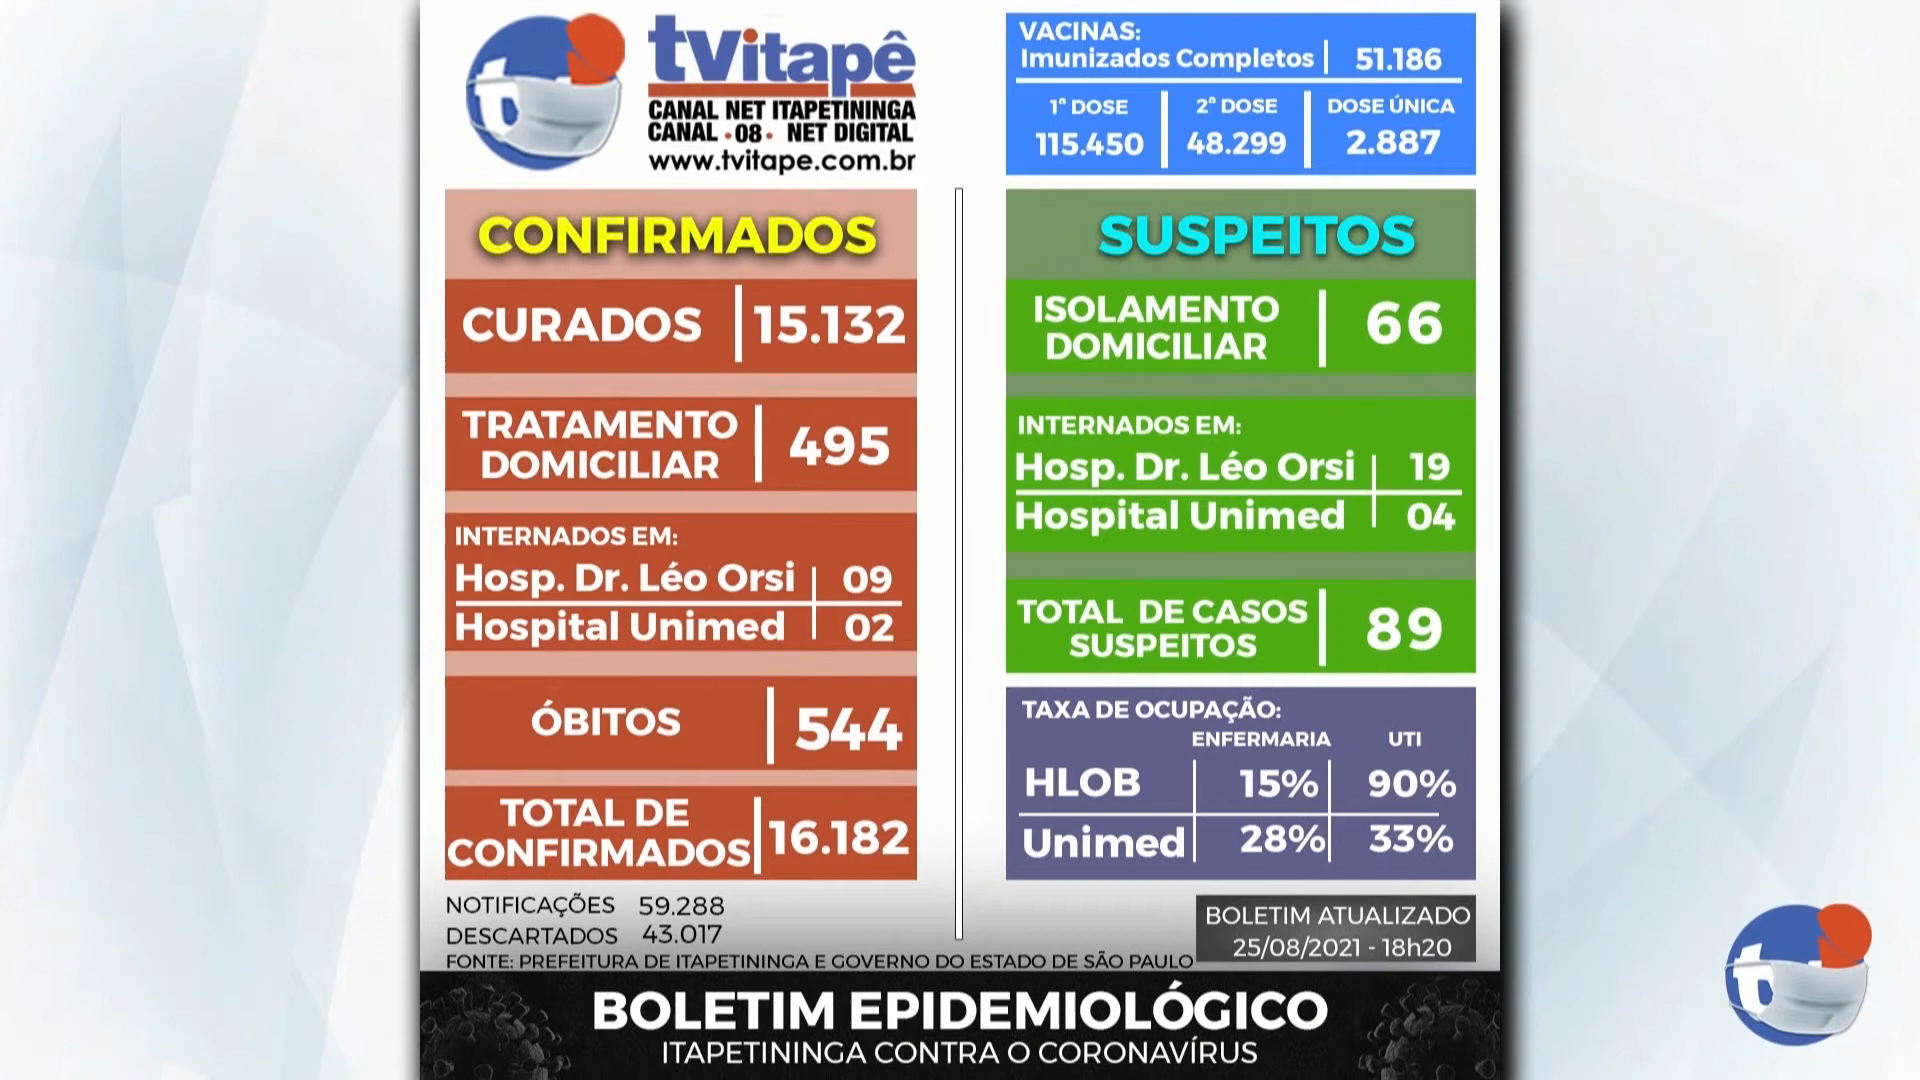 tvitapê
CANAL NET ITAPETININGA
CANAL • 08 • NET DIGITAL
www.tvitape.com.br
VACINAS:
Imunizados Completos 51.186
1ª DOSE 2ª DOSE DOSE ÚNICA
115.450 48.299 2.887
CONFIRMADOS
CURADOS 15.132
TRATAMENTO
DOMICILIAR 495
INTERNADOS EM:
Hosp. Dr. Léo Orsi 09
Hospital Unimed 02
ÓBITOS 544
TOTAL DE
CONFIRMADOS 16.182
NOTIFICAÇÕES 59.288
DESCARTADOS 43.017
FONTE: PREFEITURA DE ITAPETININGA E GOVERNO DO ESTADO DE SÃO PAULO
SUSPEITOS
ISOLAMENTO
DOMICILIAR 66
INTERNADOS EM:
Hosp. Dr. Léo Orsi 19
Hospital Unimed 04
TOTAL DE CASOS
SUSPEITOS 89
TAXA DE OCUPAÇÃO:
ENFERMARIA UTI
HLOB 15% 90%
Unimed 28% 33%
BOLETIM ATUALIZADO
25/08/2021 - 18h20
BOLETIM EPIDEMIOLÓGICO
ITAPETININGA CONTRA O CORONAVÍRUS